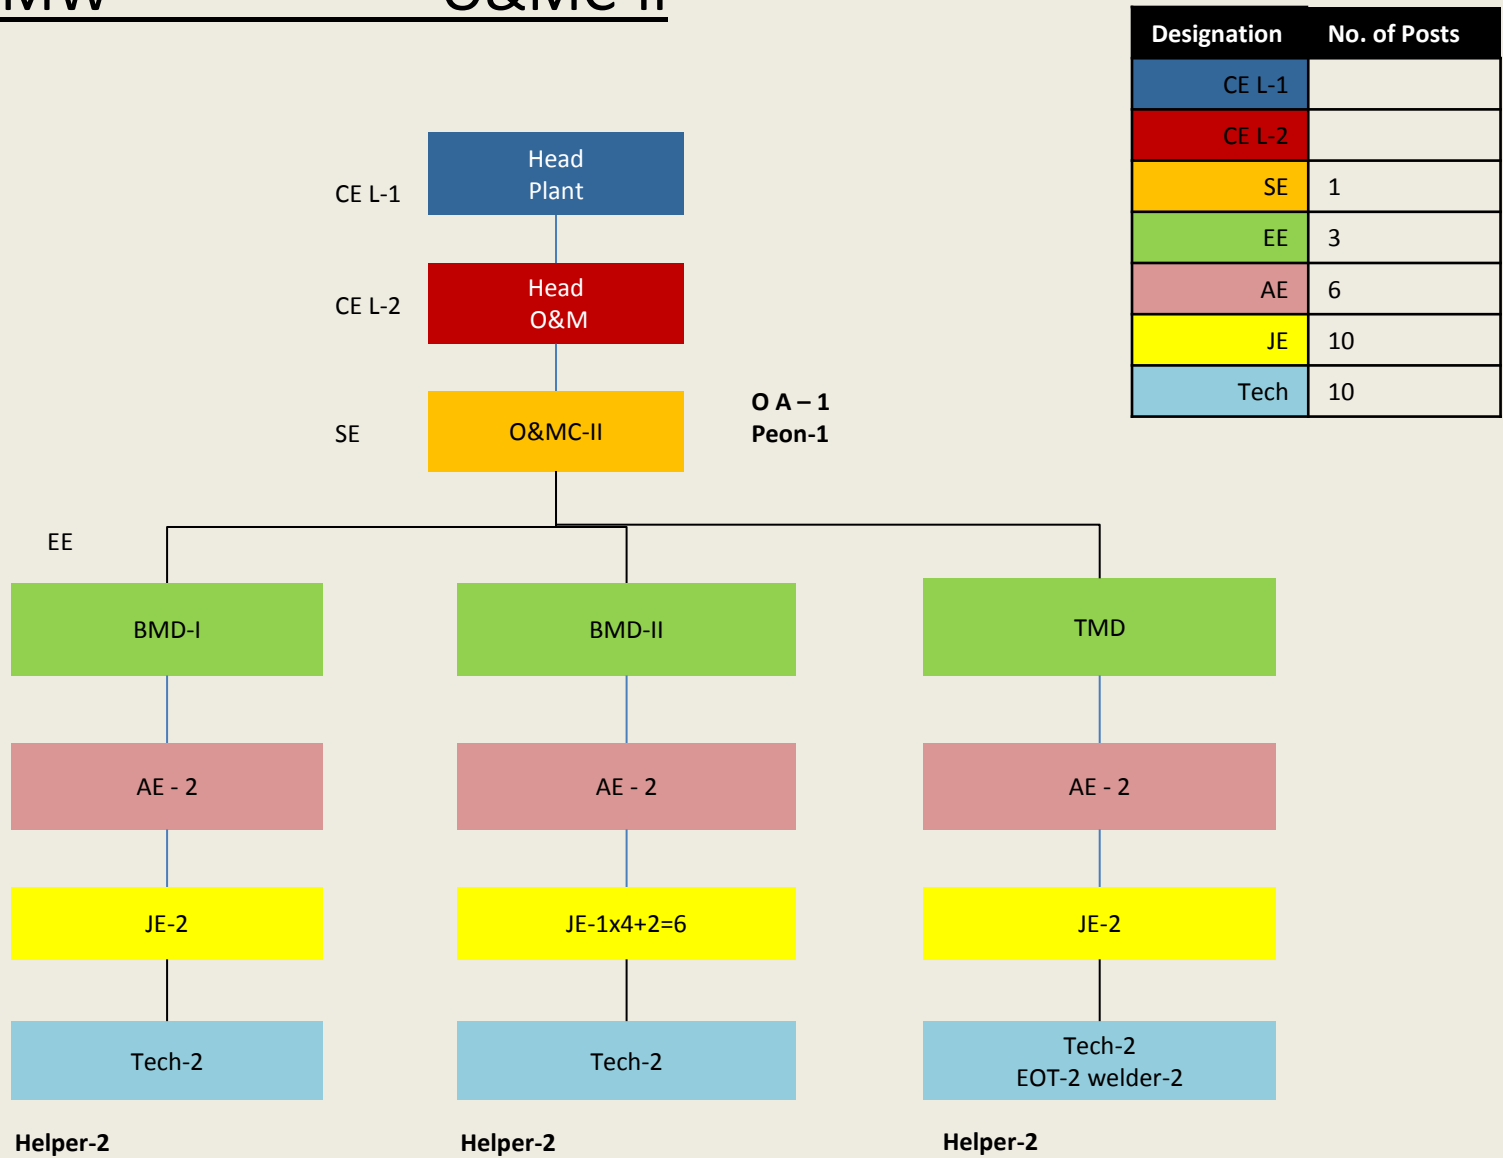 MW O&MC-II
Designation No. of Posts
CE L-1
CE L-2
SE 1
EE 3
AE 6
JE 10
Tech 10
Head
Plant
CE L-1
Head
O&M
CE L-2
O&MC-II
SE
O A – 1
Peon-1
EE
BMD-I
BMD-II
TMD
AE - 2
AE - 2
AE - 2
JE-2
JE-1x4+2=6
JE-2
Tech-2
Tech-2
Tech-2
EOT-2 welder-2
Helper-2
Helper-2
Helper-2